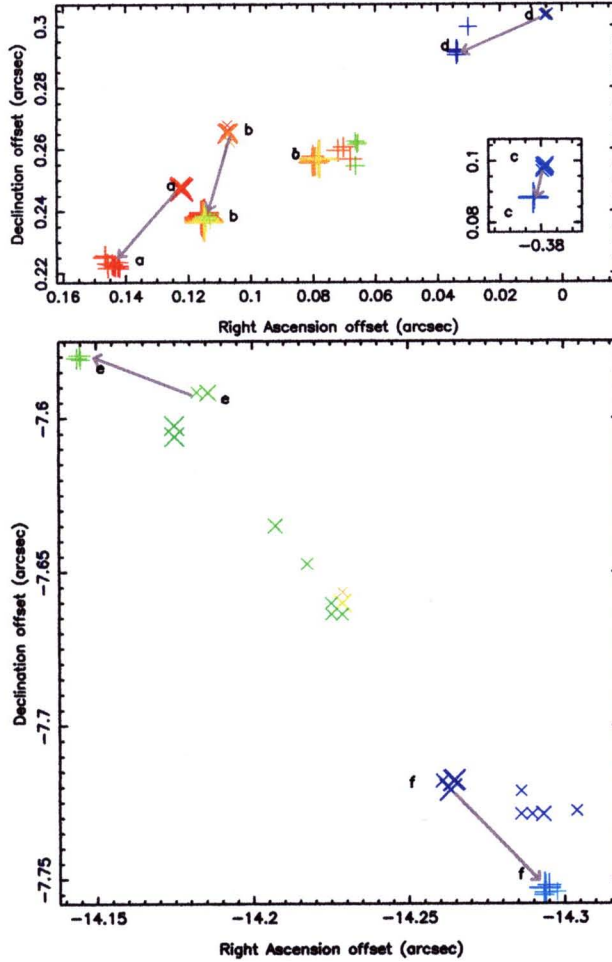 0.3
0.28
0.26
0.24
0.22
Declination offset (arcsec)
a
a
b
b
b
d
d
c
c
0.1
0.08
−0.38
0.16
0.14
0.12
0.1
0.08
0.06
0.04
0.02
0
Right Ascension offset (arcsec)
e
e
f
f
−7.6
−7.65
−7.7
−7.75
Declination offset (arcsec)
−14.15
−14.2
−14.25
−14.3
Right Ascension offset (arcsec)